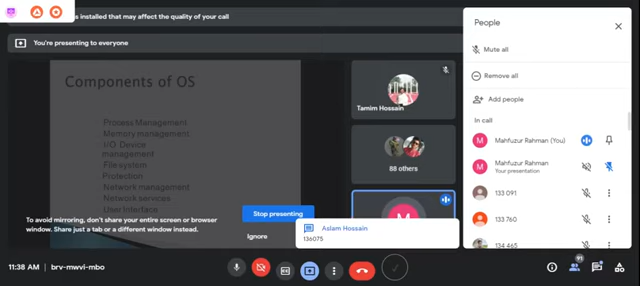 s installed that may affect the quality of your call
You're presenting to everyone
Components of OS
Process Management
Memory management
I/O Device
management
File system
Protection
Network management
Network services
User Interface
To avoid mirroring, don't share your entire screen or browser
window. Share just a tab or a different window instead.
Stop presenting
Ignore
Tamim Hossain
88 others
M
Aslam Hossain
136075
People
Mute all
Remove all
Add people
In call
M
Mahfuzur Rahman (You)
M
Mahfuzur Rahman
Your presentation
133 091
133 760
134 465
11:38 AM
brv-mwvi-mbo
91